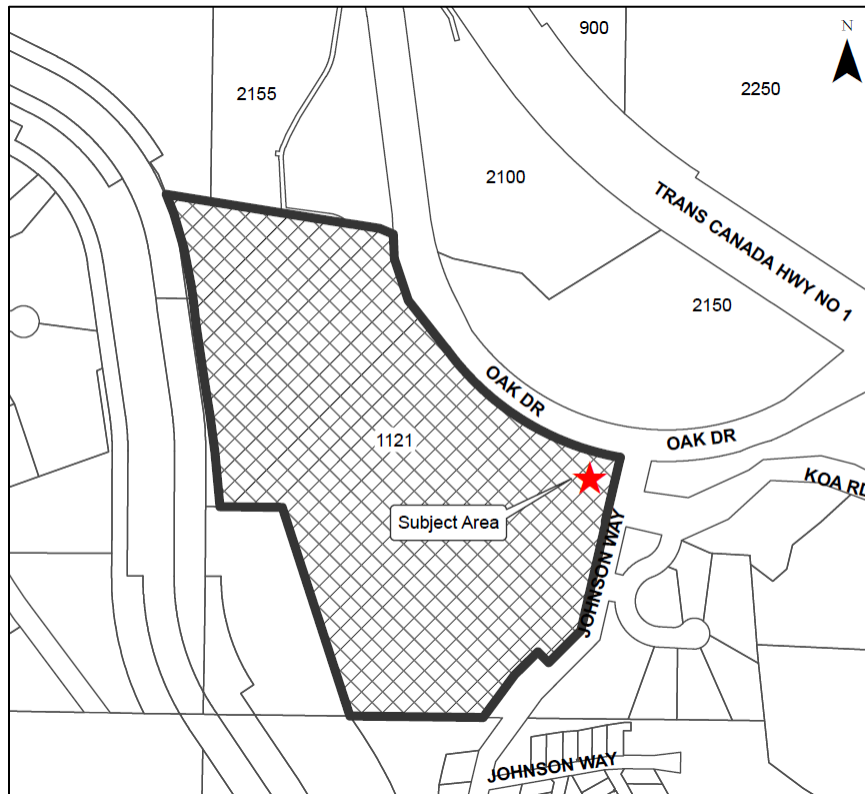 900
N
2155
2250
2100
TRANS CANADA HWY NO 1
2150
OAK DR
1121
OAK DR
KOA RD
Subject Area
JOHNSON WAY
JOHNSON WAY